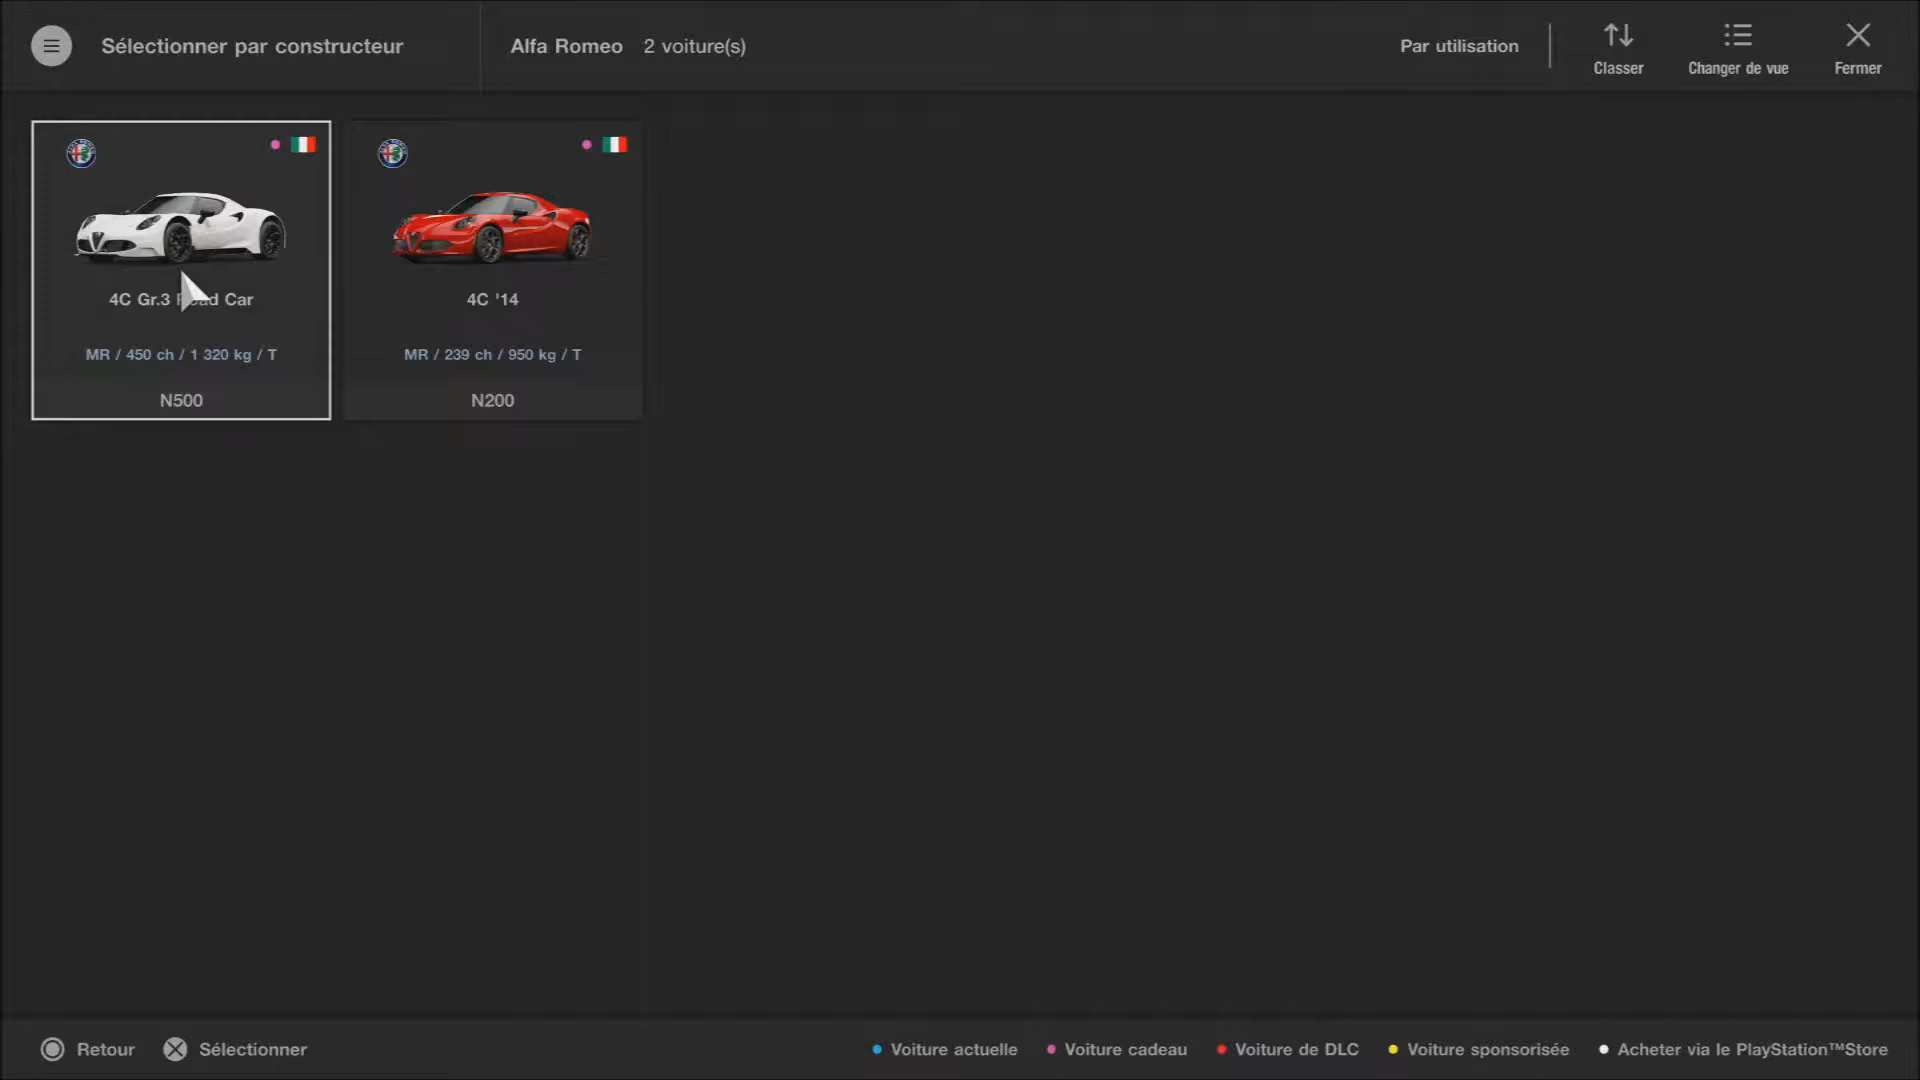 Sélectionner par constructeur
Alfa Romeo 2 voiture(s)
Par utilisation
Classer
Changer de vue
Fermer
4C Gr.3 Road Car
MR / 450 ch / 1 320 kg / T
N500
4C '14
MR / 239 ch / 950 kg / T
N200
Retour
Sélectionner
Voiture actuelle
Voiture cadeau
Voiture de DLC
Voiture sponsorisée
Acheter via le PlayStation™Store